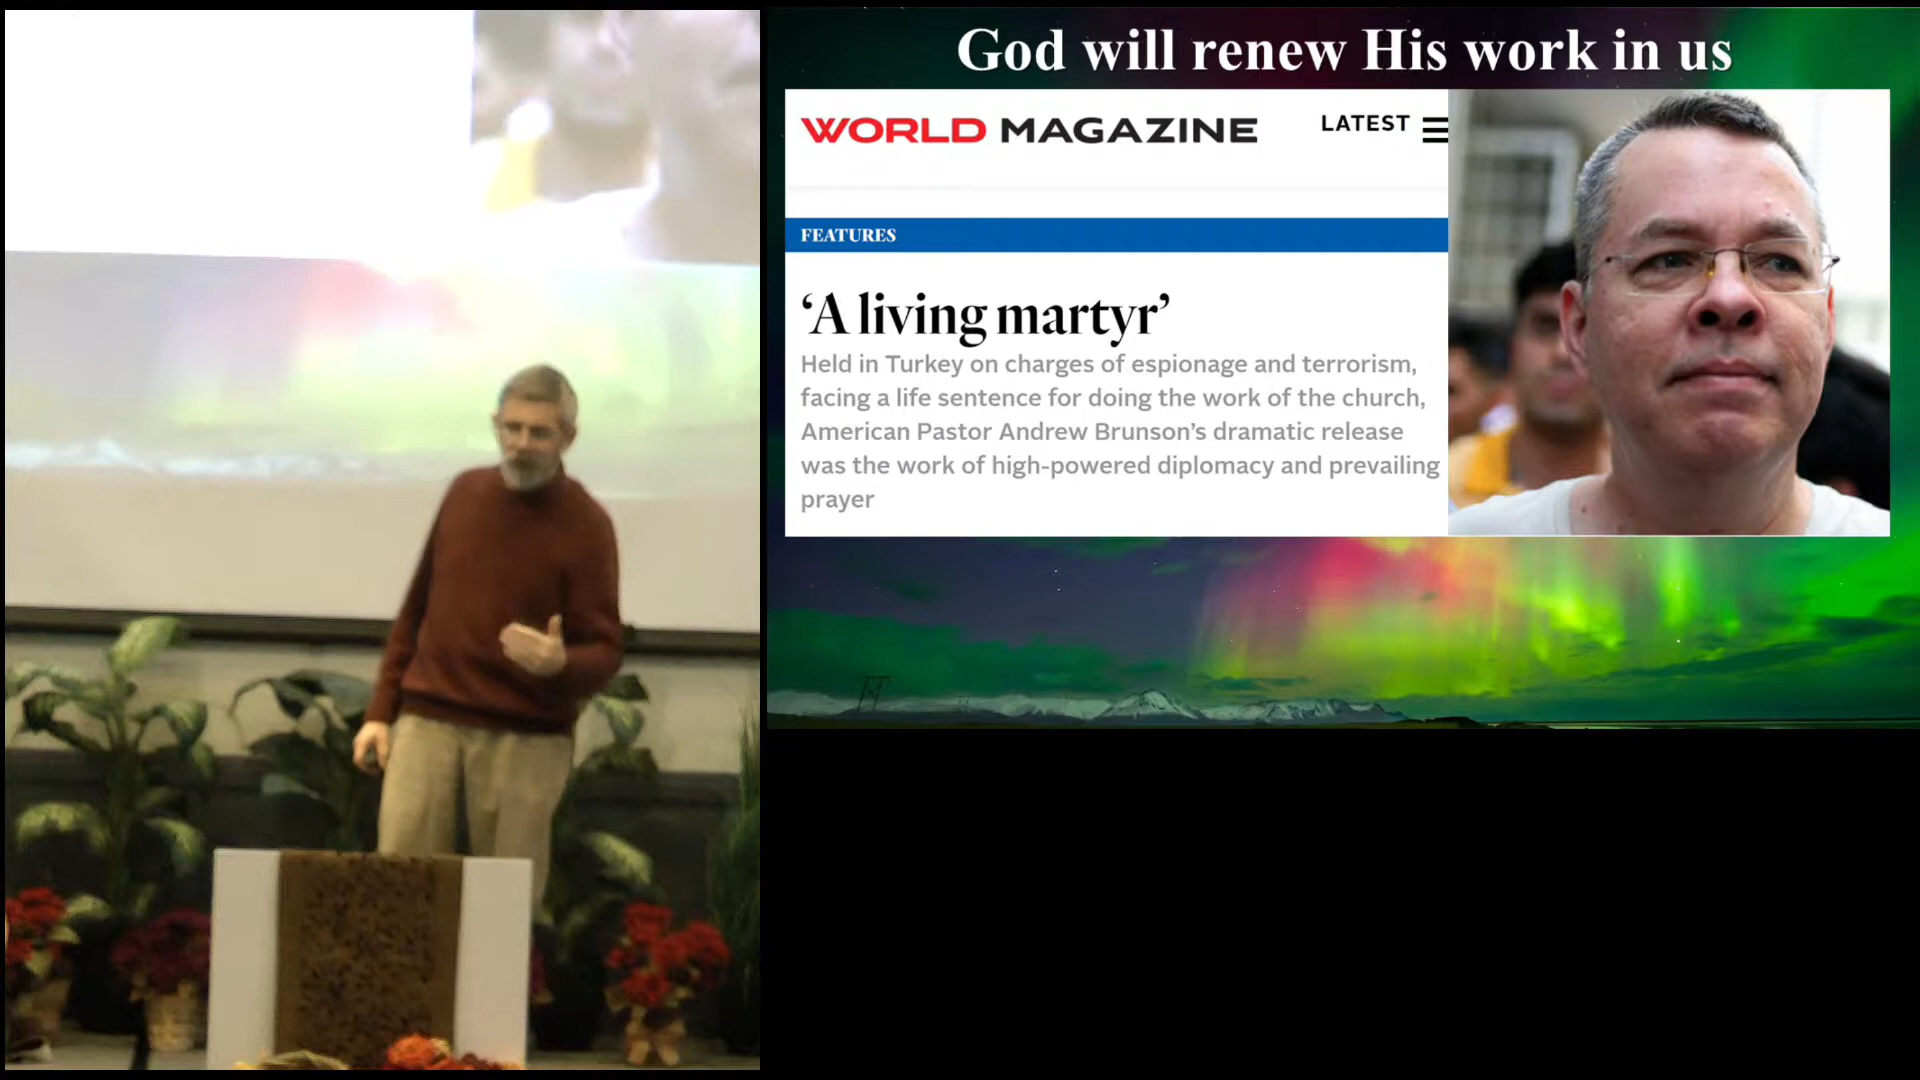 God will renew His work in us
WORLD MAGAZINE
LATEST
FEATURES
‘A living martyr’
Held in Turkey on charges of espionage and terrorism,
facing a life sentence for doing the work of the church,
American Pastor Andrew Brunson’s dramatic release
was the work of high-powered diplomacy and prevailing
prayer